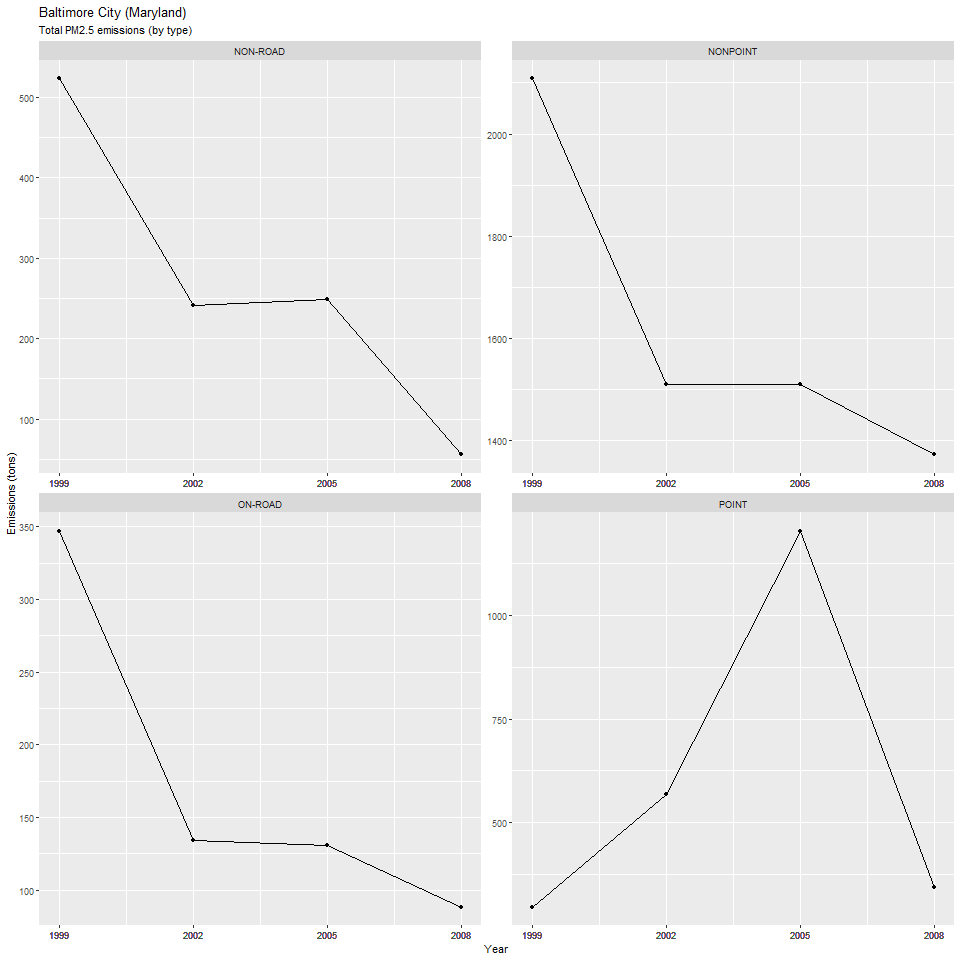 Baltimore City (Maryland)
Total PM2.5 emissions (by type)
NON-ROAD
500
400
300
200
100
1999 2002 2005 2008
NONPOINT
2000
1800
1600
1400
1999 2002 2005 2008
Emissions (tons)
ON-ROAD
350
300
250
200
150
100
1999 2002 2005 2008
POINT
1000
750
500
1999 2002 2005 2008
Year